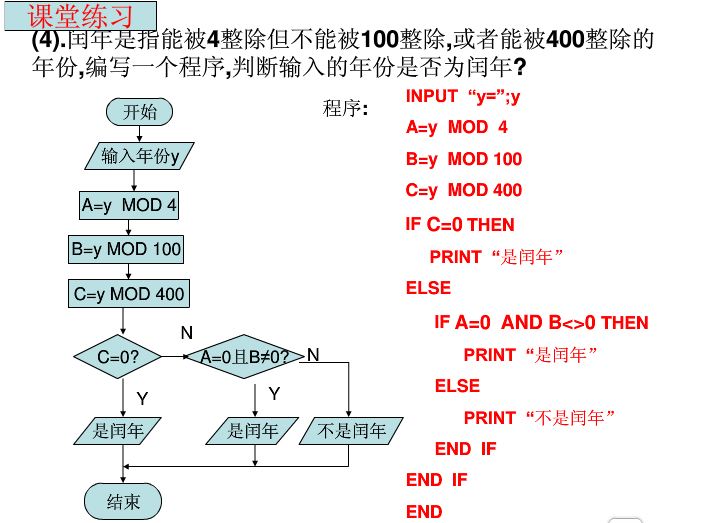 课堂练习
(4).闰年是指能被4整除但不能被100整除,或者能被400整除的
年份,编写一个程序,判断输入的年份是否为闰年?
开始
输入年份y
A=y MOD 4
B=y MOD 100
C=y MOD 400
C=0?
N
A=0且B≠0?
N
Y
Y
是闰年
是闰年
不是闰年
结束
程序:
INPUT “y=”;y
A=y MOD 4
B=y MOD 100
C=y MOD 400
IF C=0 THEN
PRINT “是闰年”
ELSE
IF A=0 AND B<>0 THEN
PRINT “是闰年”
ELSE
PRINT “不是闰年”
END IF
END IF
END